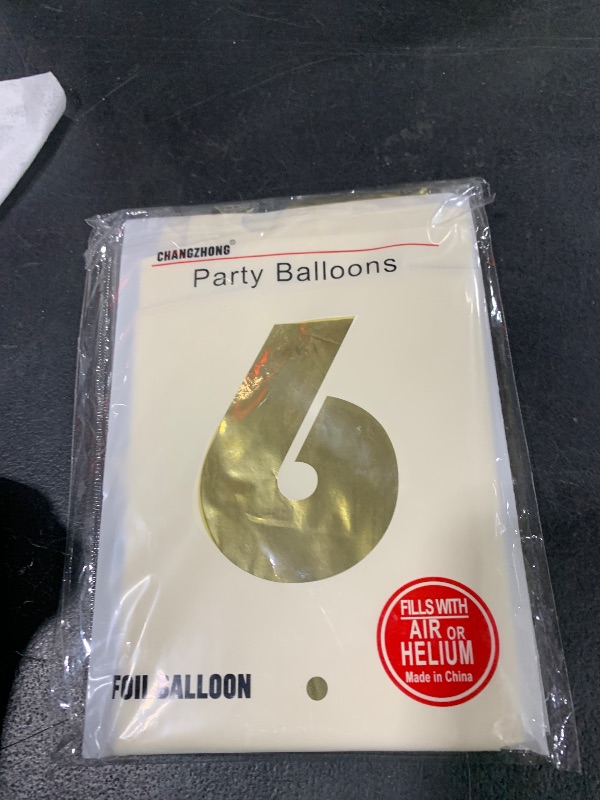 CHANGZHONG®
Party Balloons
6
FILLS WITH
AIR OR
HELIUM
Made in China
FOIL BALLOON